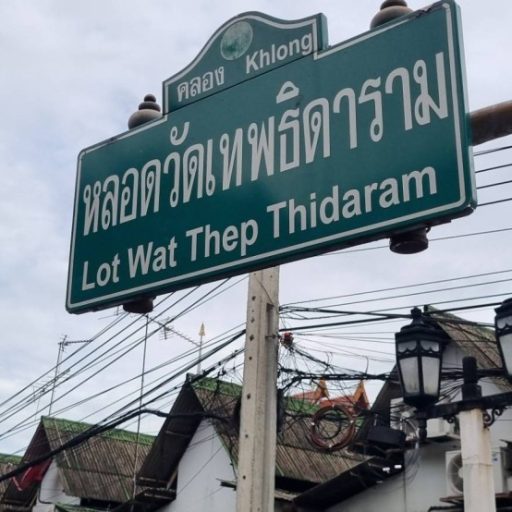 คลอง Khlong
หลอดวัดเทพธิดาราม
Lot Wat Thep Thidaram